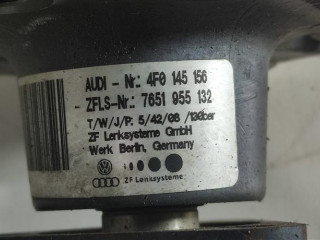 AUDI - Nr: 4F0 145 156
ZFLS-Nr.: 7651 955 132
T/W/J/P. 5/42/08 /130bar
ZF Lenksysteme GmbH
Werk Berlin, Germany
ZF Lenksysteme